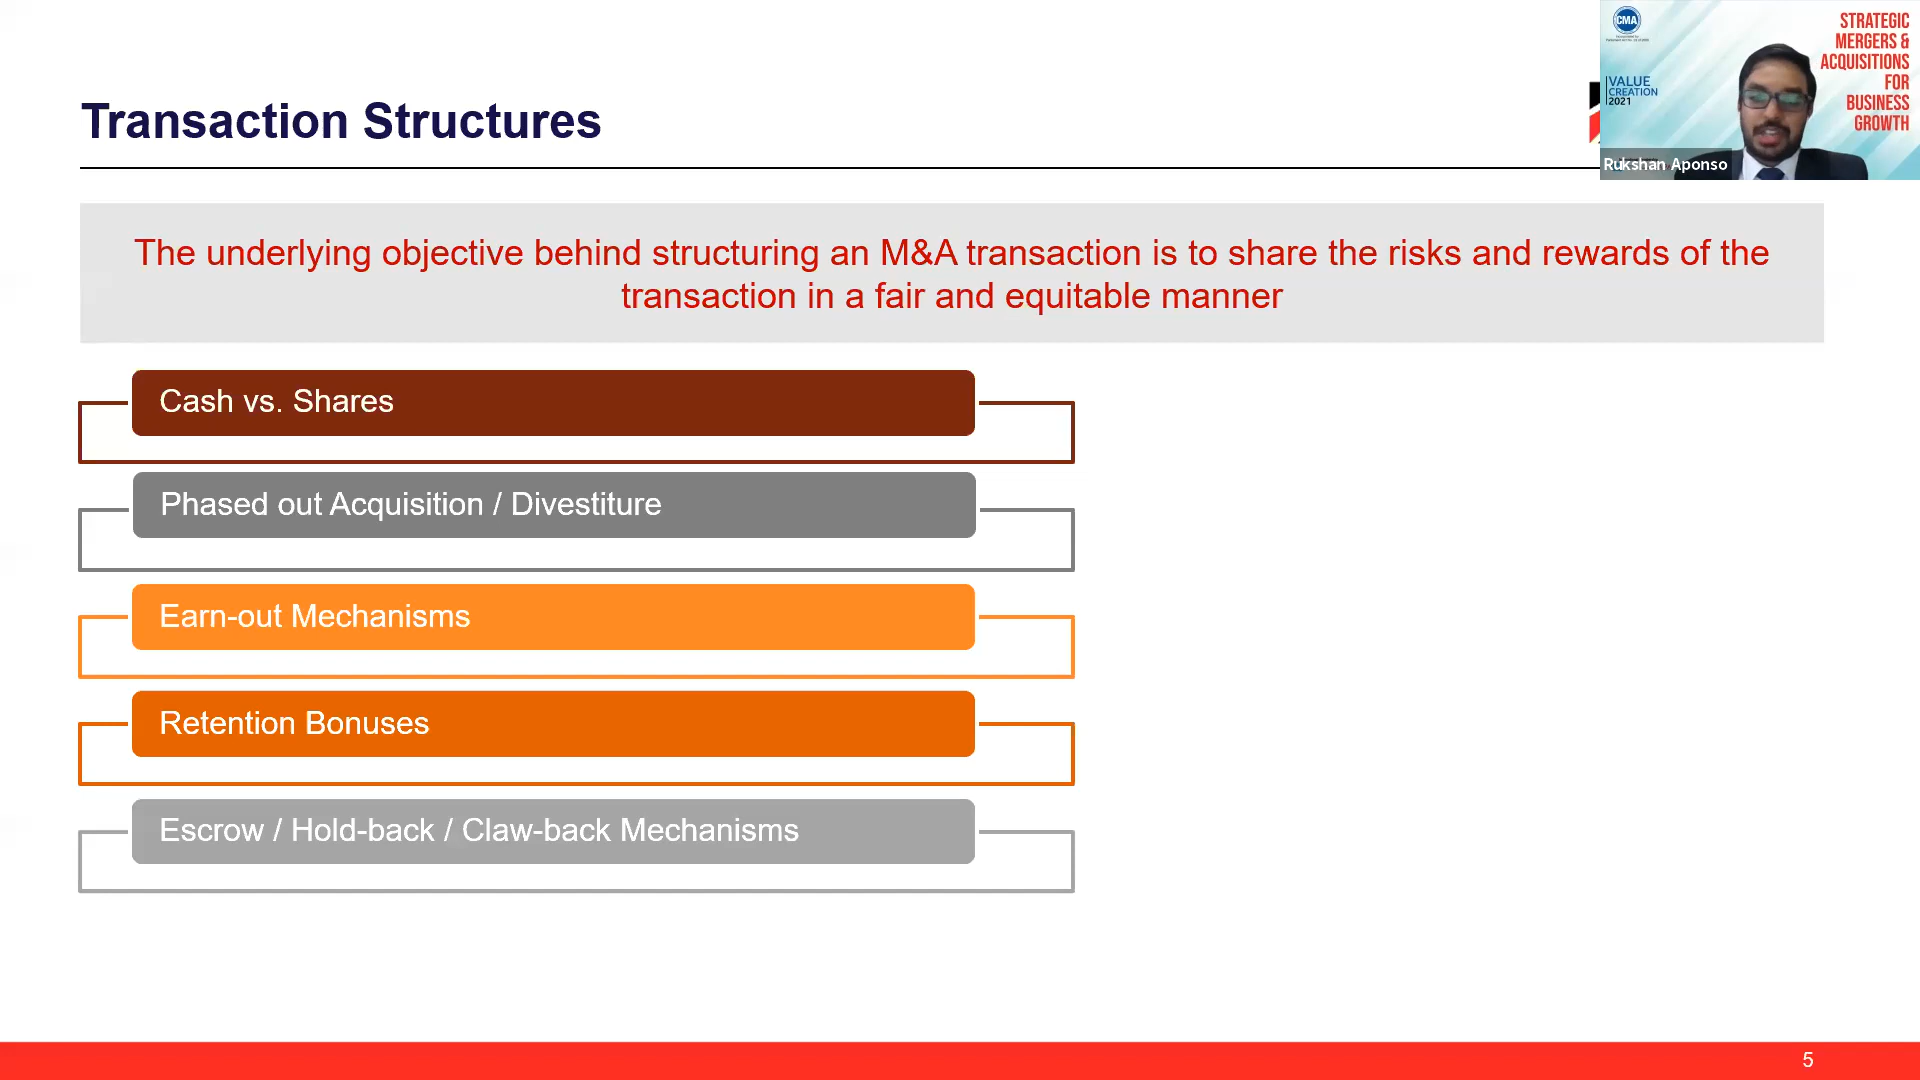 Transaction Structures
CMA
VALUE
CREATION
2021
STRATEGIC
MERGERS &
ACQUISITIONS
FOR
BUSINESS
GROWTH
Rukshan Aponso
The underlying objective behind structuring an M&A transaction is to share the risks and rewards of the
transaction in a fair and equitable manner
Cash vs. Shares
Phased out Acquisition / Divestiture
Earn-out Mechanisms
Retention Bonuses
Escrow / Hold-back / Claw-back Mechanisms
5